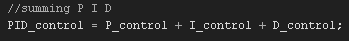 //summing P I D
PID_control = P_control + I_control + D_control;